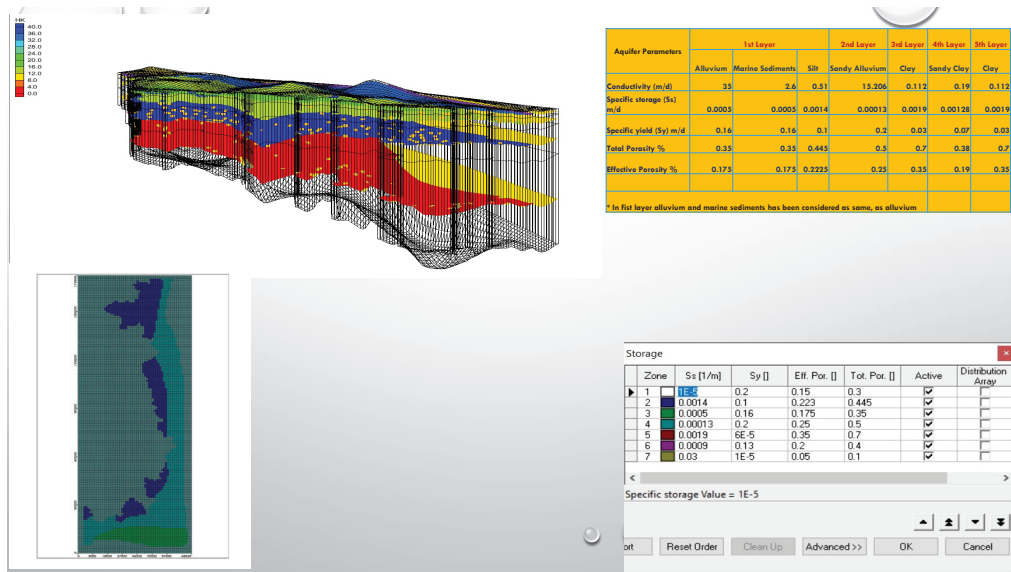 HK
40.0
36.0
32.0
28.0
24.0
20.0
16.0
12.0
8.0
4.0
0.0
Aquifer Parameters 1st Layer 2nd Layer 3rd Layer 4th Layer 5th Layer
Alluvium Marine Sediments Silt Sandy Alluvium Clay Sandy Clay Clay
Conductivity (m/d) 35 2.6 0.51 15.206 0.112 0.19 0.112
Specific storage (Ss)
m/d 0.0005 0.0005 0.0014 0.00013 0.0019 0.00128 0.0019
Specific yield (Sy) m/d 0.16 0.16 0.1 0.2 0.03 0.07 0.03
Total Porosity % 0.35 0.35 0.445 0.5 0.7 0.38 0.7
Effective Porosity % 0.175 0.175 0.2225 0.25 0.35 0.19 0.35
* In fist layer alluvium and marine sediments has been considered as same, as alluvium
Storage
Zone Ss [1/m] Sy [] Eff. Por. [] Tot. Por. [] Active Distribution
Array
1 1E-5 0.2 0.15 0.3
2 0.0014 0.1 0.223 0.445
3 0.0005 0.16 0.175 0.35
4 0.00013 0.2 0.25 0.5
5 0.0019 6E-5 0.35 0.7
6 0.0009 0.13 0.2 0.4
7 0.03 1E-5 0.05 0.1
Specific storage Value = 1E-5
ort Reset Order Clean Up Advanced >> OK Cancel